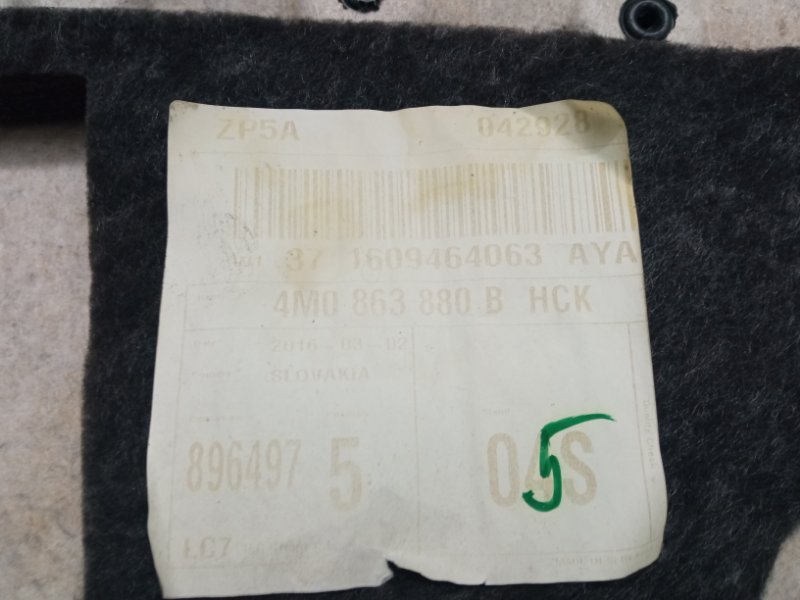 ZP5A 042928
37 1609464063 AYA
4M0 863 880 B HCK
2016-03-02
SLOVAKIA
896497 5 04S
5
LC7